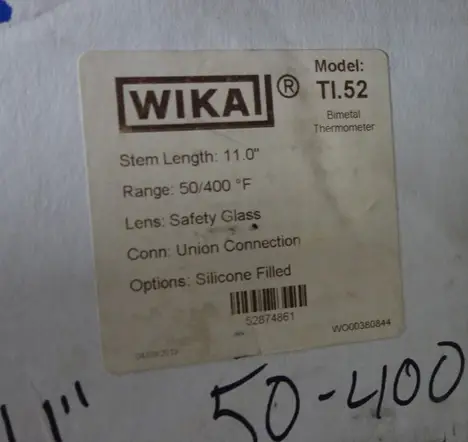 WIKA ®
Model:
TI.52
Bimetal
Thermometer
Stem Length: 11.0"
Range: 50/400 °F
Lens: Safety Glass
Conn: Union Connection
Options: Silicone Filled
52874861
WO00380844
11"
50-400